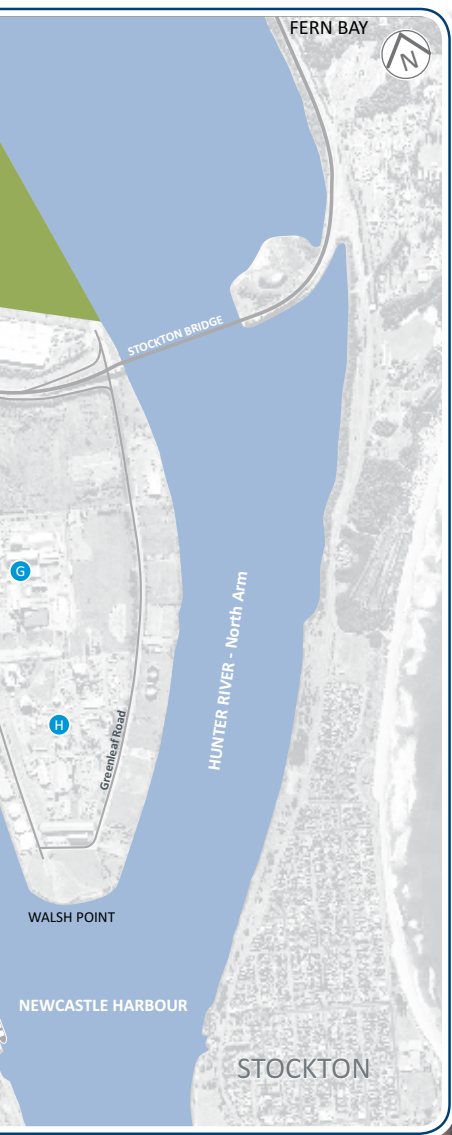 FERN BAY
N
STOCKTON BRIDGE
G
HUNTER RIVER - North Arm
H
Greenleaf Road
WALSH POINT
NEWCASTLE HARBOUR
STOCKTON